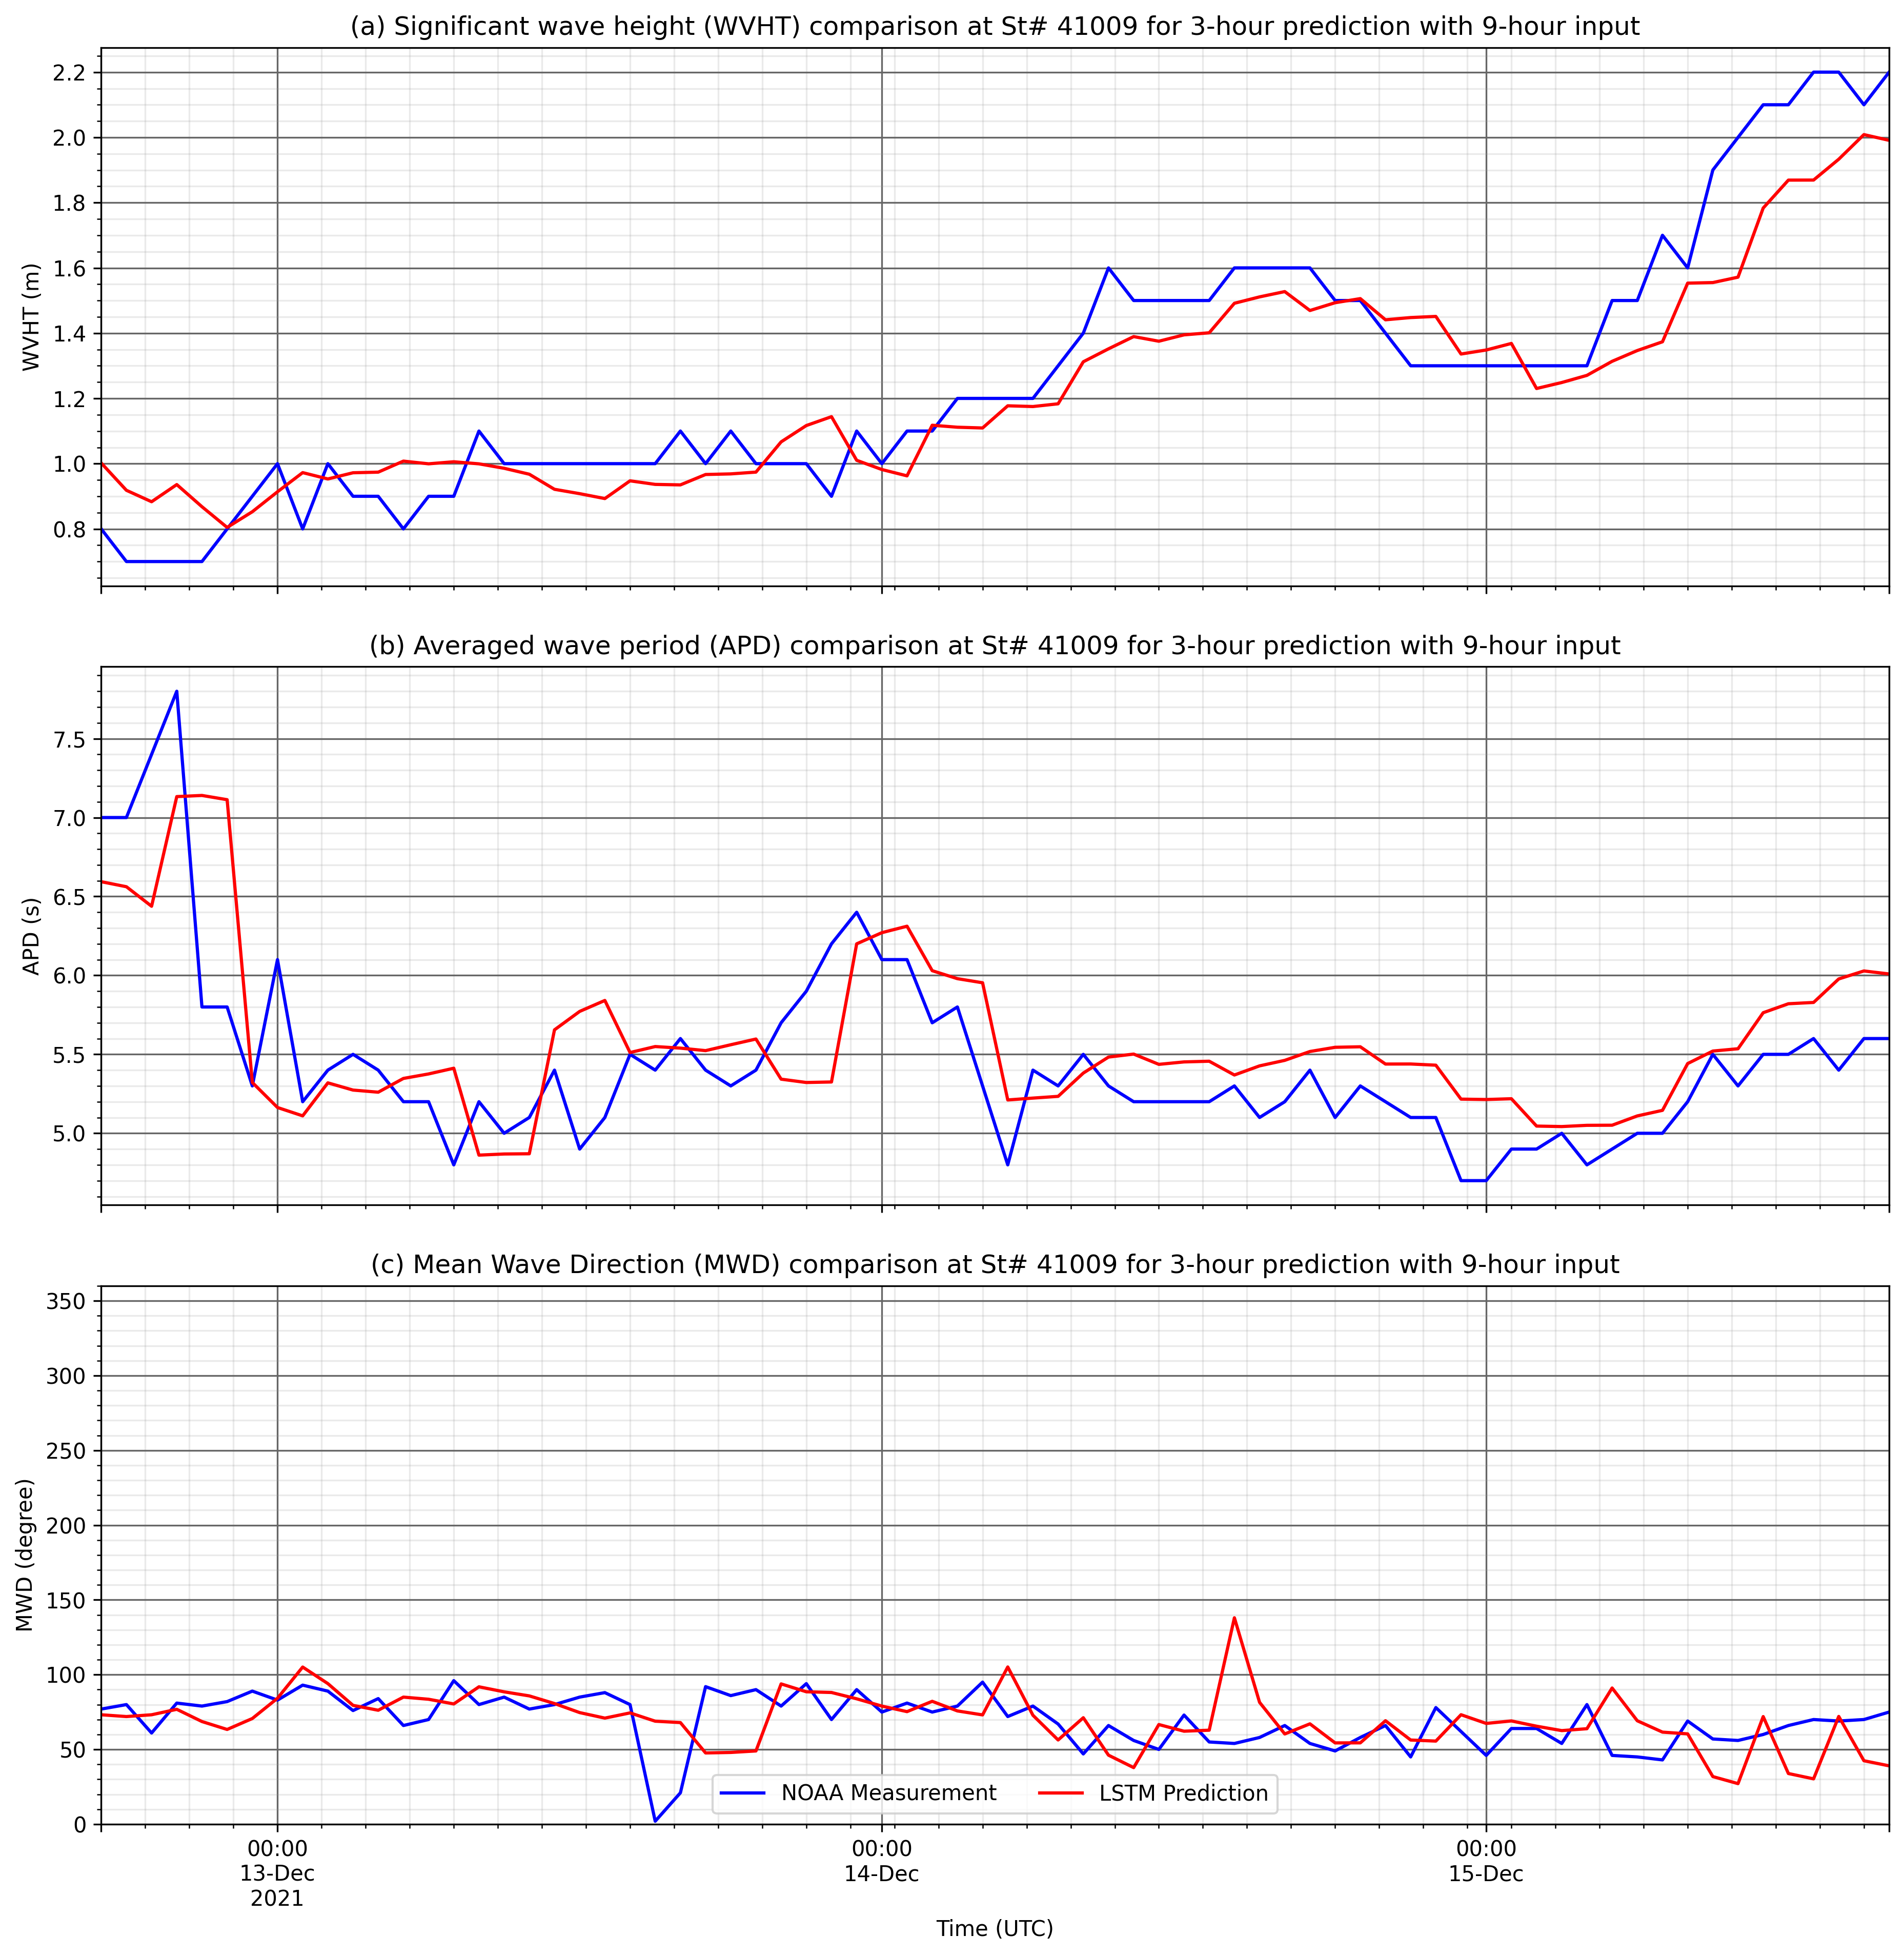 (a) Significant wave height (WVHT) comparison at St# 41009 for 3-hour prediction with 9-hour input
2.2
2.0
1.8
1.6
1.4
1.2
1.0
0.8
WVHT (m)
(b) Averaged wave period (APD) comparison at St# 41009 for 3-hour prediction with 9-hour input
7.5
7.0
6.5
6.0
5.5
5.0
APD (s)
(c) Mean Wave Direction (MWD) comparison at St# 41009 for 3-hour prediction with 9-hour input
350
300
250
200
150
100
50
0
MWD (degree)
NOAA Measurement
LSTM Prediction
00:00
13-Dec
2021
00:00
14-Dec
00:00
15-Dec
Time (UTC)